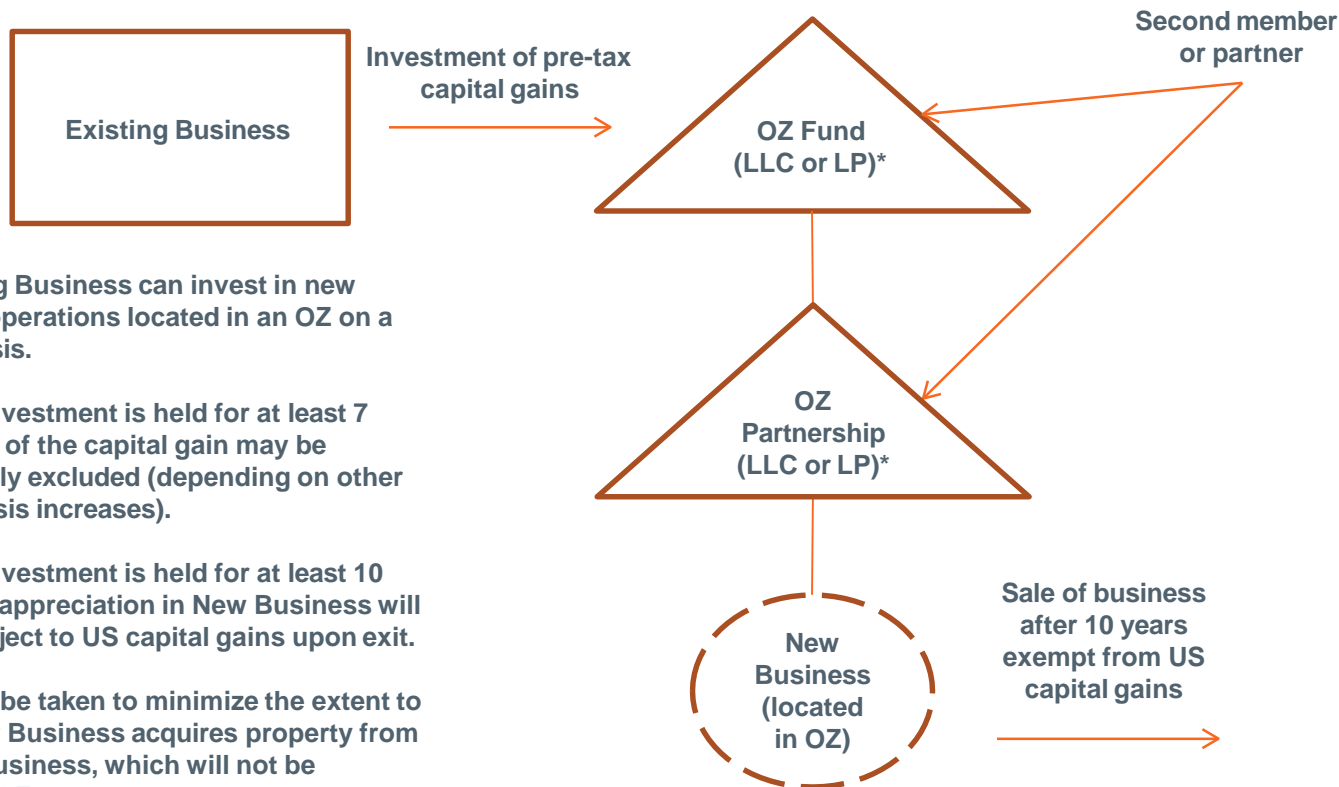 Existing Business
Investment of pre-tax
capital gains
OZ Fund
(LLC or LP)*
Second member
or partner
g Business can invest in new
operations located in an OZ on a
sis.
nvestment is held for at least 7
of the capital gain may be
ly excluded (depending on other
sis increases).
nvestment is held for at least 10
appreciation in New Business will
ject to US capital gains upon exit.
be taken to minimize the extent to
Business acquires property from
usiness, which will not be
OZ
Partnership
(LLC or LP)*
New
Business
(located
in OZ)
Sale of business
after 10 years
exempt from US
capital gains